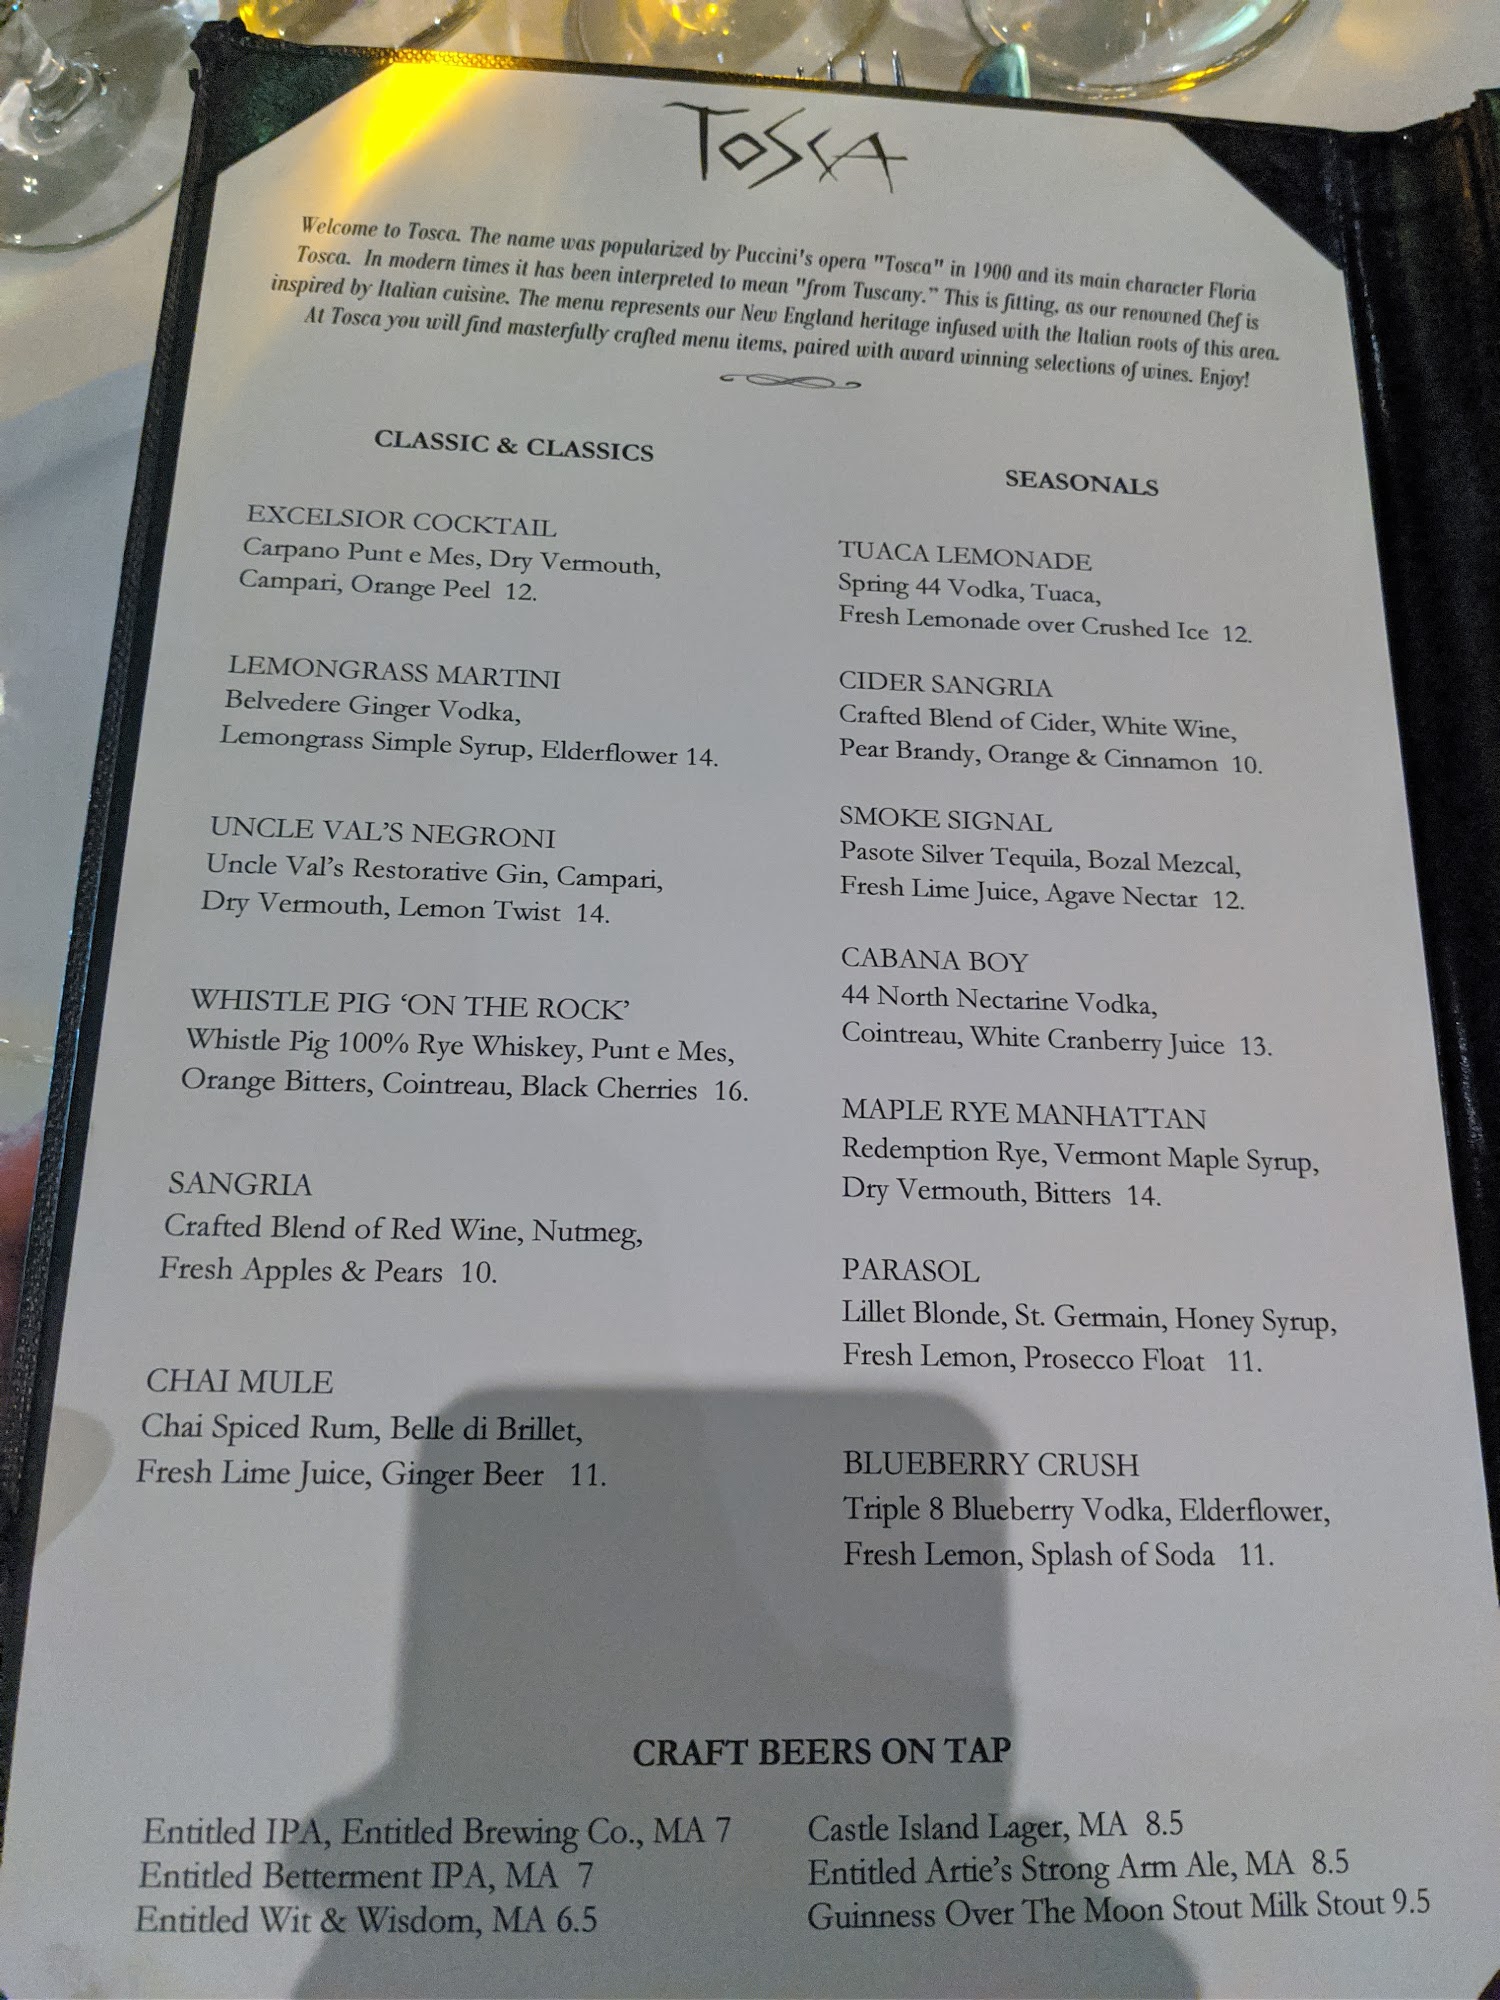 TOSCA
Welcome to Tosca. The name was popularized by Puccini's opera "Tosca" in 1900 and its main character Floria
Tosca. In modern times it has been interpreted to mean "from Tuscany." This is fitting, as our renowned Chef is
inspired by Italian cuisine. The menu represents our New England heritage infused with the Italian roots of this area.
At Tosca you will find masterfully crafted menu items, paired with award winning selections of wines. Enjoy!
CLASSIC & CLASSICS
EXCELSIOR COCKTAIL
Carpano Punt e Mes, Dry Vermouth,
Campari, Orange Peel 12.
LEMONGRASS MARTINI
Belvedere Ginger Vodka,
Lemongrass Simple Syrup, Elderflower 14.
UNCLE VAL'S NEGRONI
Uncle Val's Restorative Gin, Campari,
Dry Vermouth, Lemon Twist 14.
WHISTLE PIG 'ON THE ROCK'
Whistle Pig 100% Rye Whiskey, Punt e Mes,
Orange Bitters, Cointreau, Black Cherries 16.
SANGRIA
Crafted Blend of Red Wine, Nutmeg,
Fresh Apples & Pears 10.
CHAI MULE
Chai Spiced Rum, Belle di Brillet,
Fresh Lime Juice, Ginger Beer 11.
SEASONALS
TUACA LEMONADE
Spring 44 Vodka, Tuaca,
Fresh Lemonade over Crushed Ice 12.
CIDER SANGRIA
Crafted Blend of Cider, White Wine,
Pear Brandy, Orange & Cinnamon 10.
SMOKE SIGNAL
Pasote Silver Tequila, Bozal Mezcal,
Fresh Lime Juice, Agave Nectar 12.
CABANA BOY
44 North Nectarine Vodka,
Cointreau, White Cranberry Juice 13.
MAPLE RYE MANHATTAN
Redemption Rye, Vermont Maple Syrup,
Dry Vermouth, Bitters 14.
PARASOL
Lillet Blonde, St. Germain, Honey Syrup,
Fresh Lemon, Prosecco Float 11.
BLUEBERRY CRUSH
Triple 8 Blueberry Vodka, Elderflower,
Fresh Lemon, Splash of Soda 11.
CRAFT BEERS ON TAP
Entitled IPA, Entitled Brewing Co., MA 7
Entitled Betterment IPA, MA 7
Entitled Wit & Wisdom, MA 6.5
Castle Island Lager, MA 8.5
Entitled Artie's Strong Arm Ale, MA 8.5
Guinness Over The Moon Stout Milk Stout 9.5